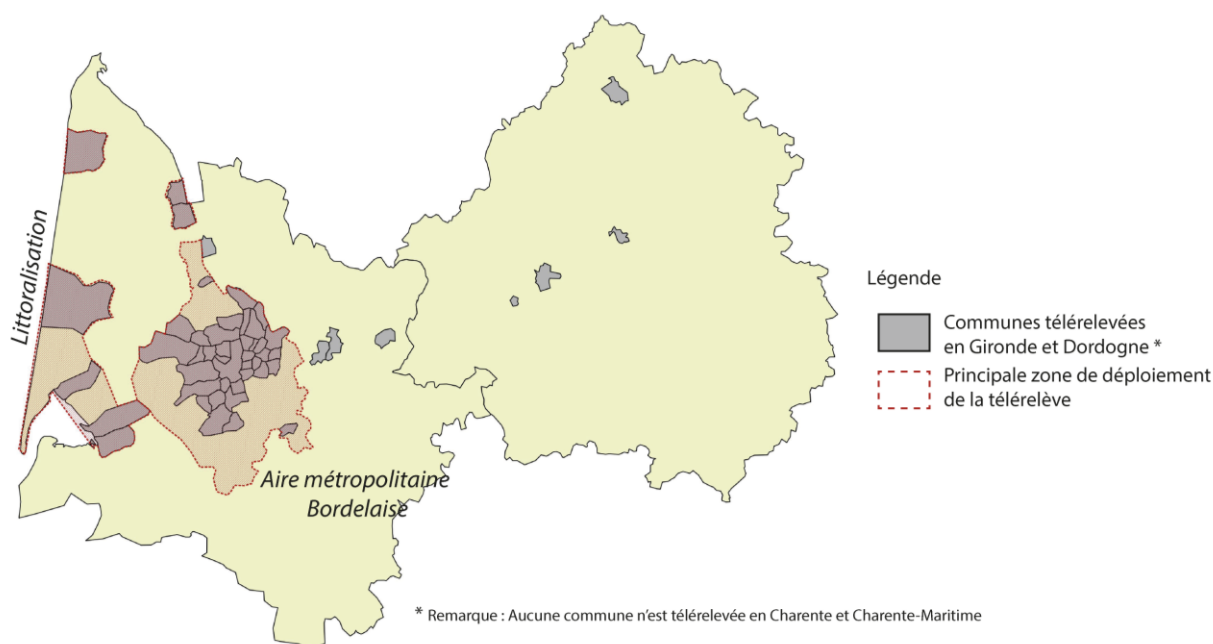 Littoralisation
Aire métropolitaine
Bordelaise
Légende
Communes télérelevées
en Gironde et Dordogne *
Principale zone de déploiement
de la télérelève
* Remarque : Aucune commune n'est télérelevée en Charente et Charente-Maritime